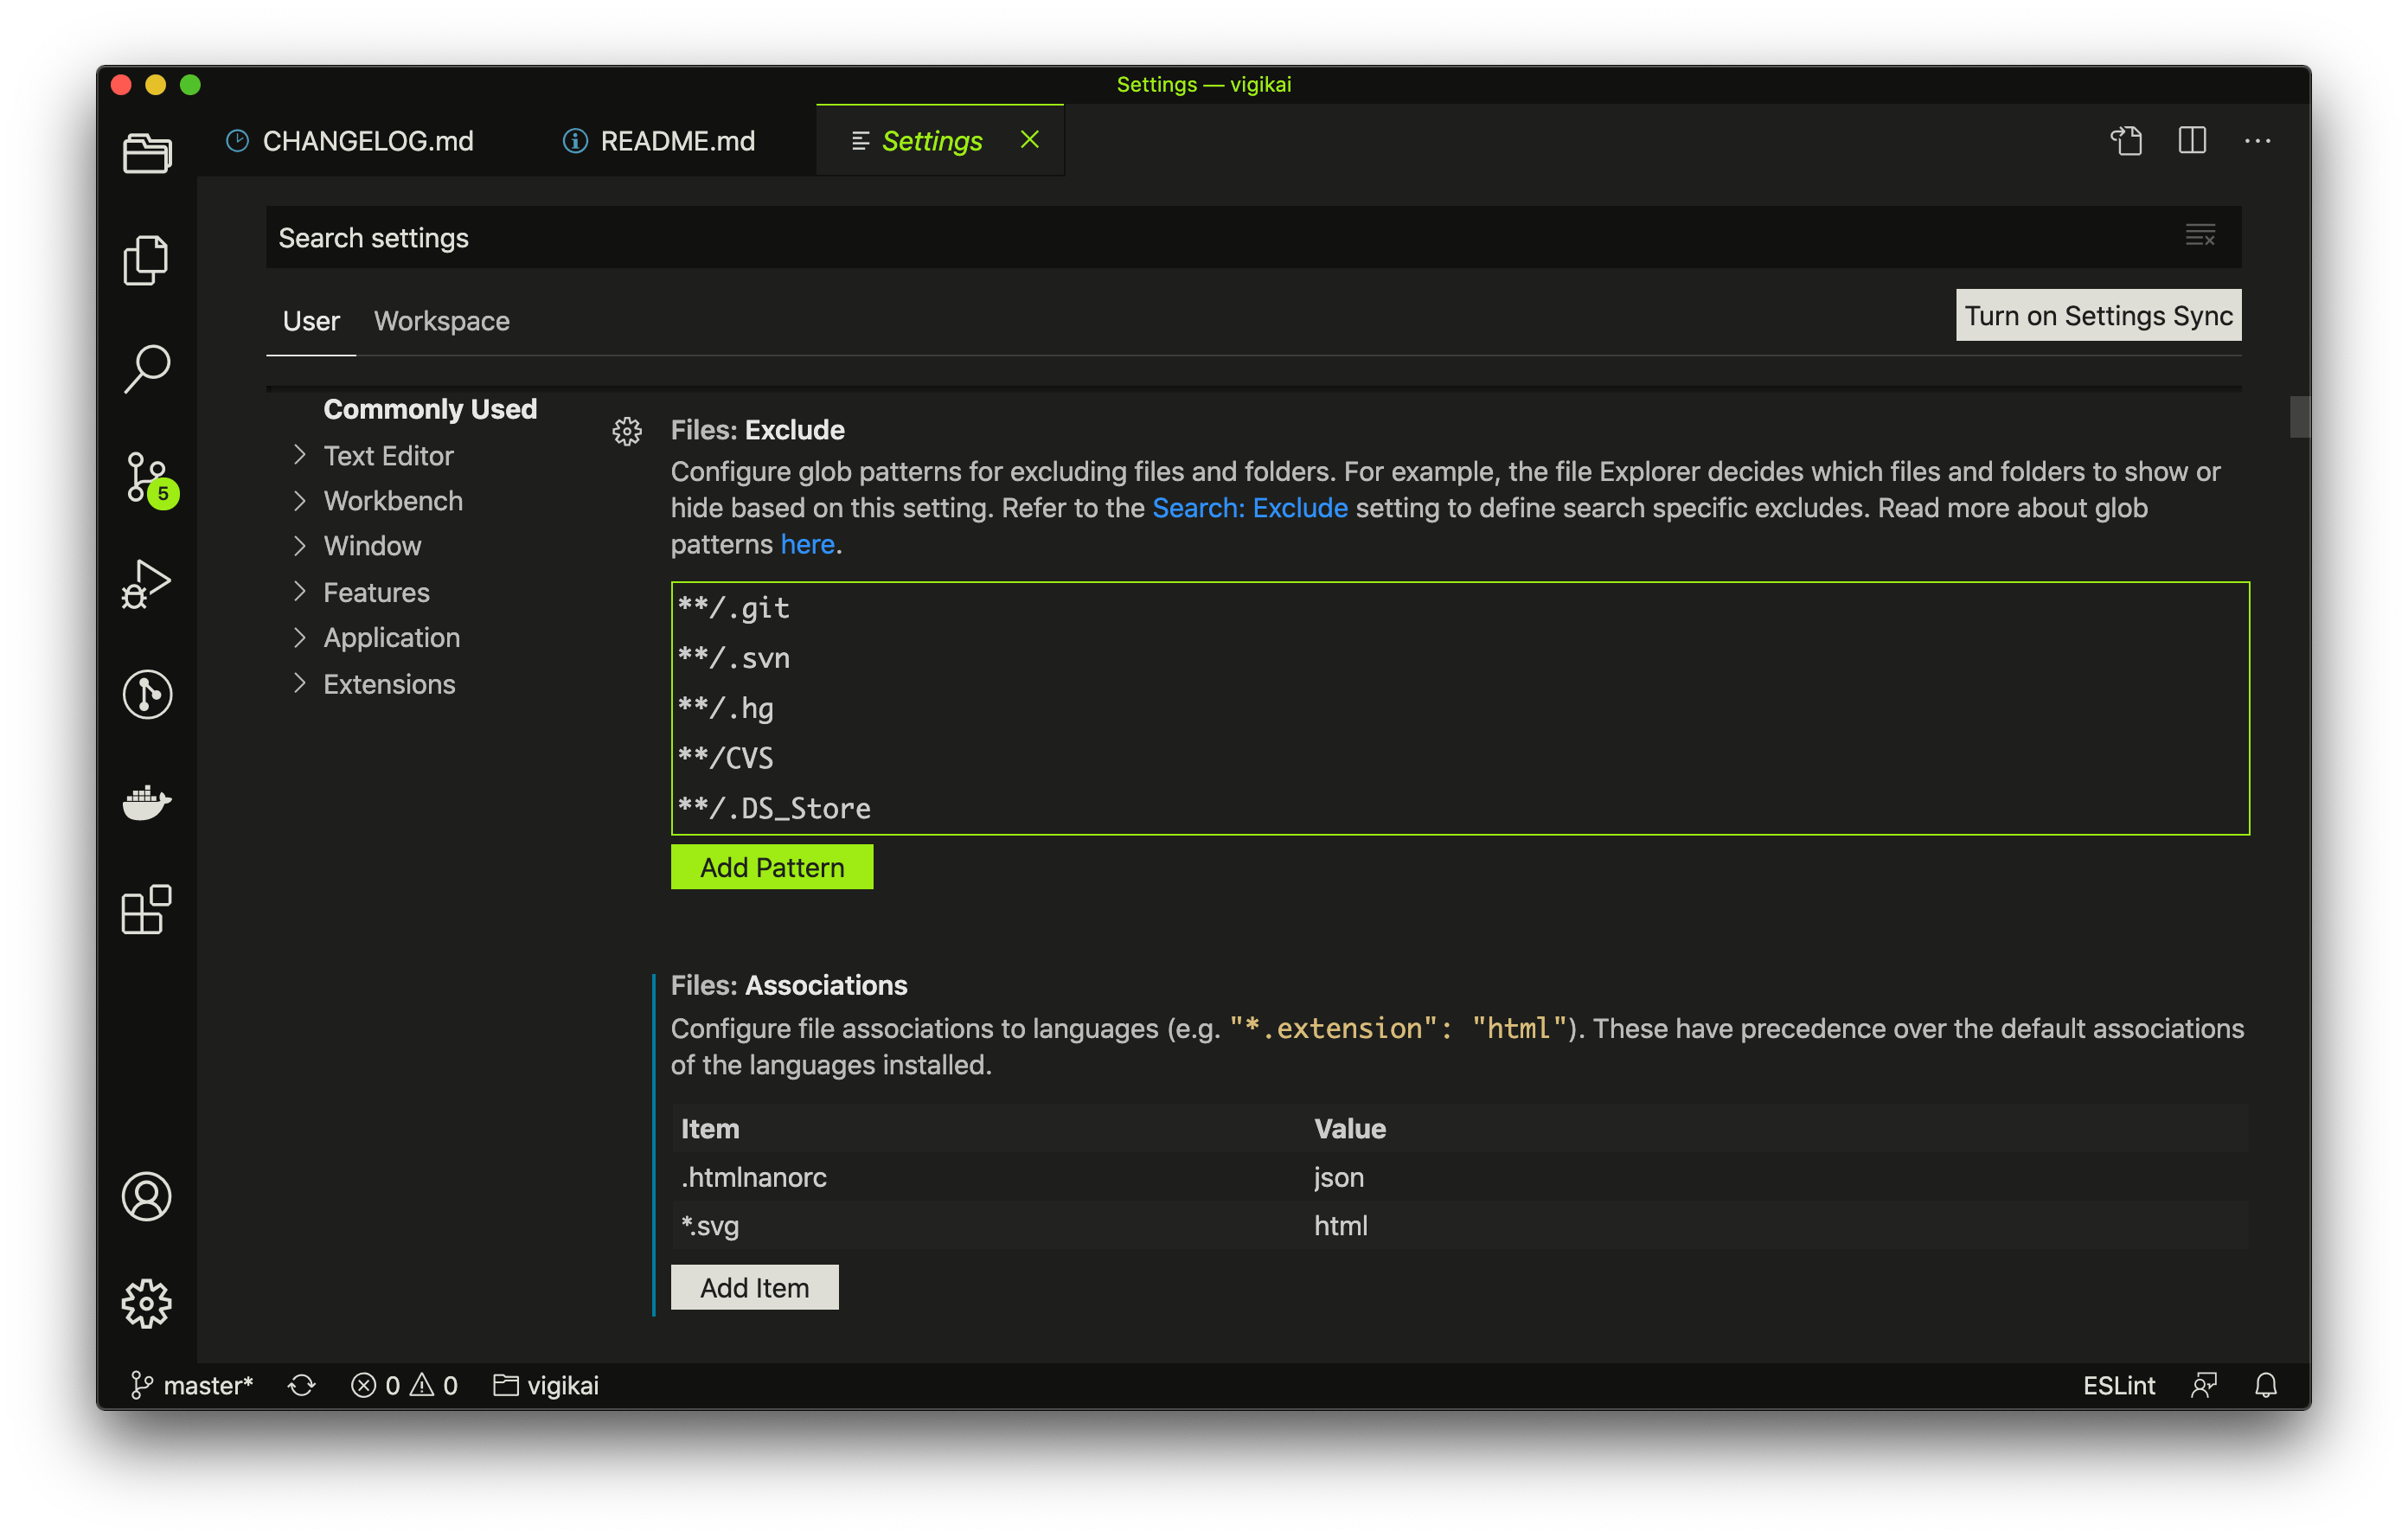 Settings — vigikai
CHANGELOG.md
README.md
Settings
Search settings
User
Workspace
Turn on Settings Sync
Commonly Used
Text Editor
Workbench
Window
Features
Application
Extensions
5
Files: Exclude
Configure glob patterns for excluding files and folders. For example, the file Explorer decides which files and folders to show or
hide based on this setting. Refer to the Search: Exclude setting to define search specific excludes. Read more about glob
patterns here.
**/.git
**/.svn
**/.hg
**/CVS
**/.DS_Store
Add Pattern
Files: Associations
Configure file associations to languages (e.g. "*.extension": "html"). These have precedence over the default associations
of the languages installed.
Item Value
.htmlnanorc json
*.svg html
Add Item
master* 0 0 vigikai
ESLint